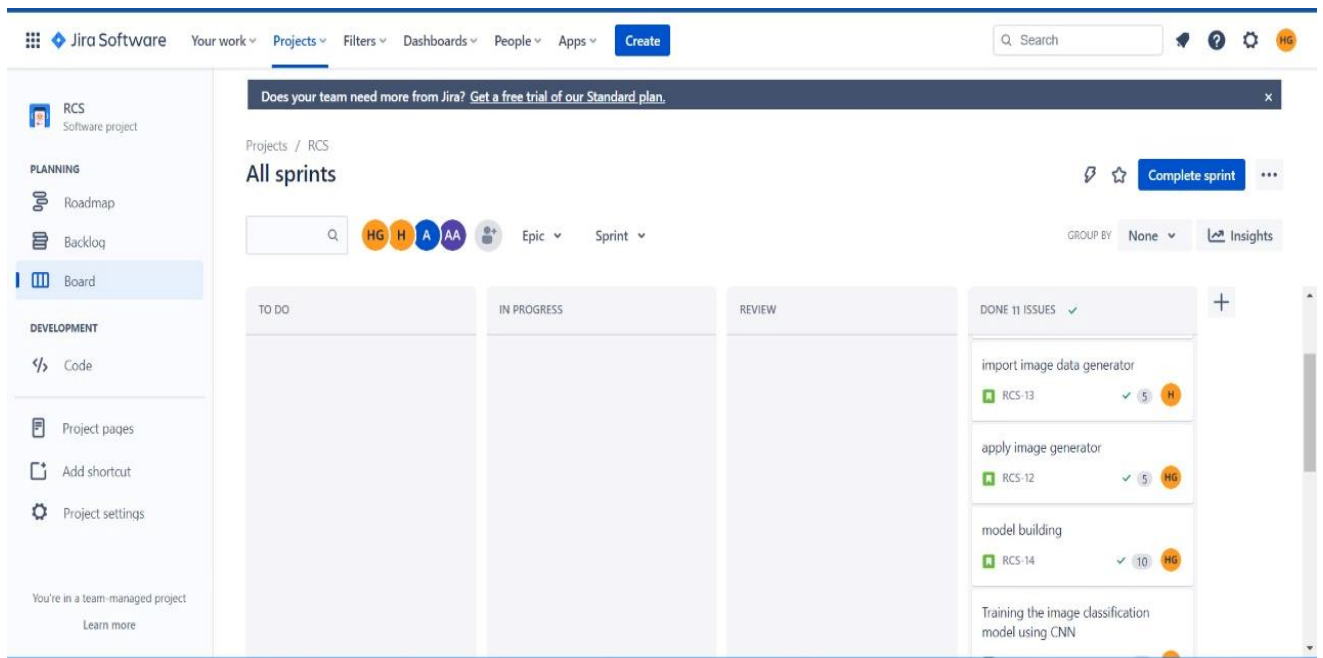 Jira Software Your work Projects Filters Dashboards People Apps Create Search HG
Does your team need more from Jira? Get a free trial of our Standard plan. ×
RCS
Software project
PLANNING
Roadmap
Backlog
Board
DEVELOPMENT
Code
Project pages
Add shortcut
Project settings
You're in a team-managed project
Learn more
Projects / RCS
All sprints
Complete sprint
HG H A AA Epic Sprint GROUP BY None Insights
TO DO IN PROGRESS REVIEW DONE 11 ISSUES
import image data generator
RCS-13 5 H
apply image generator
RCS-12 5 HG
model building
RCS-14 10 HG
Training the image classification
model using CNN